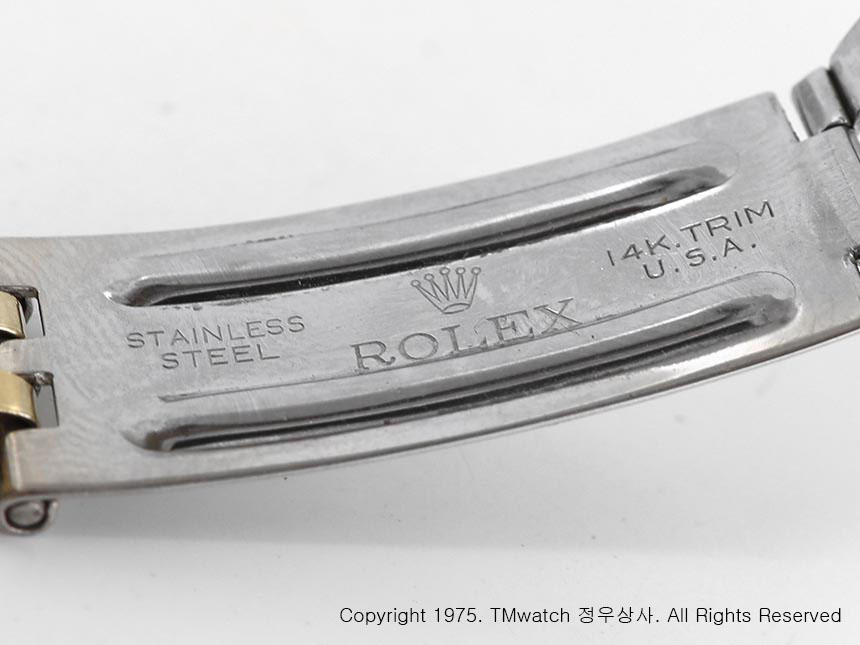 STAINLESS
STEEL
ROLEX
14K.TRIM
U.S.A.
Copyright 1975. TMwatch 정우상사. All Rights Reserved